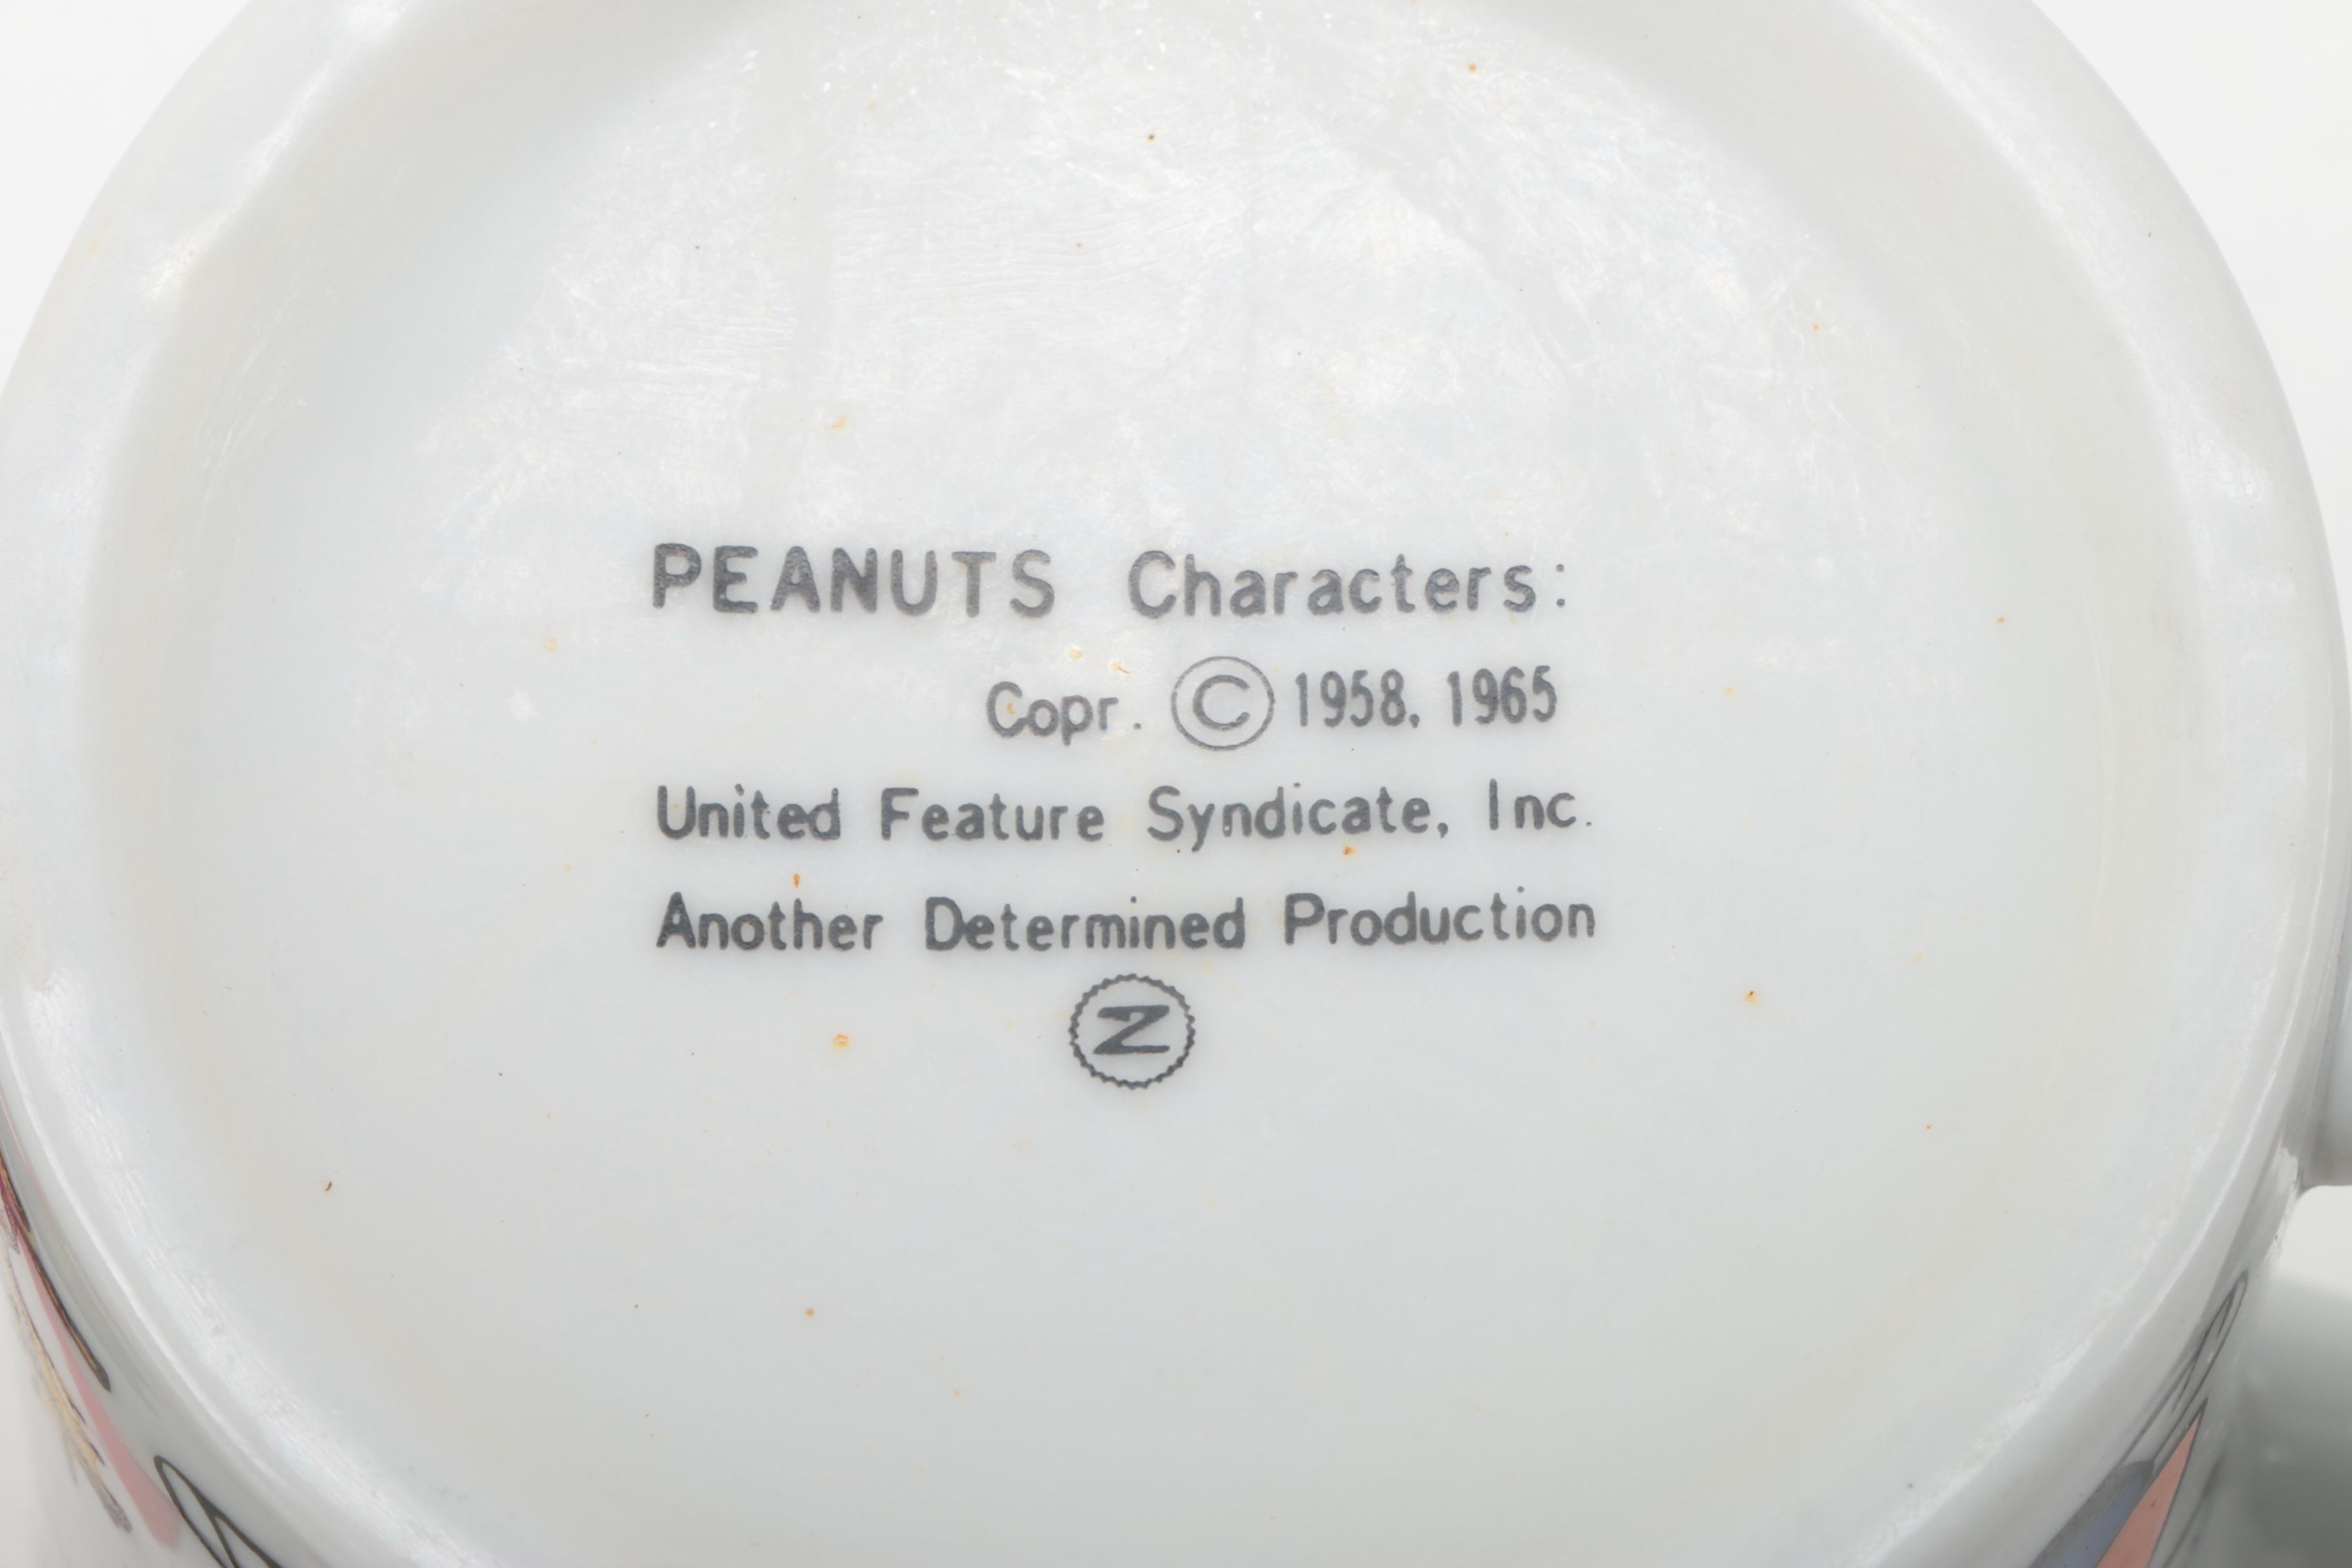 PEANUTS Characters:
Copr. © 1958, 1965
United Feature Syndicate, Inc.
Another Determined Production
Z